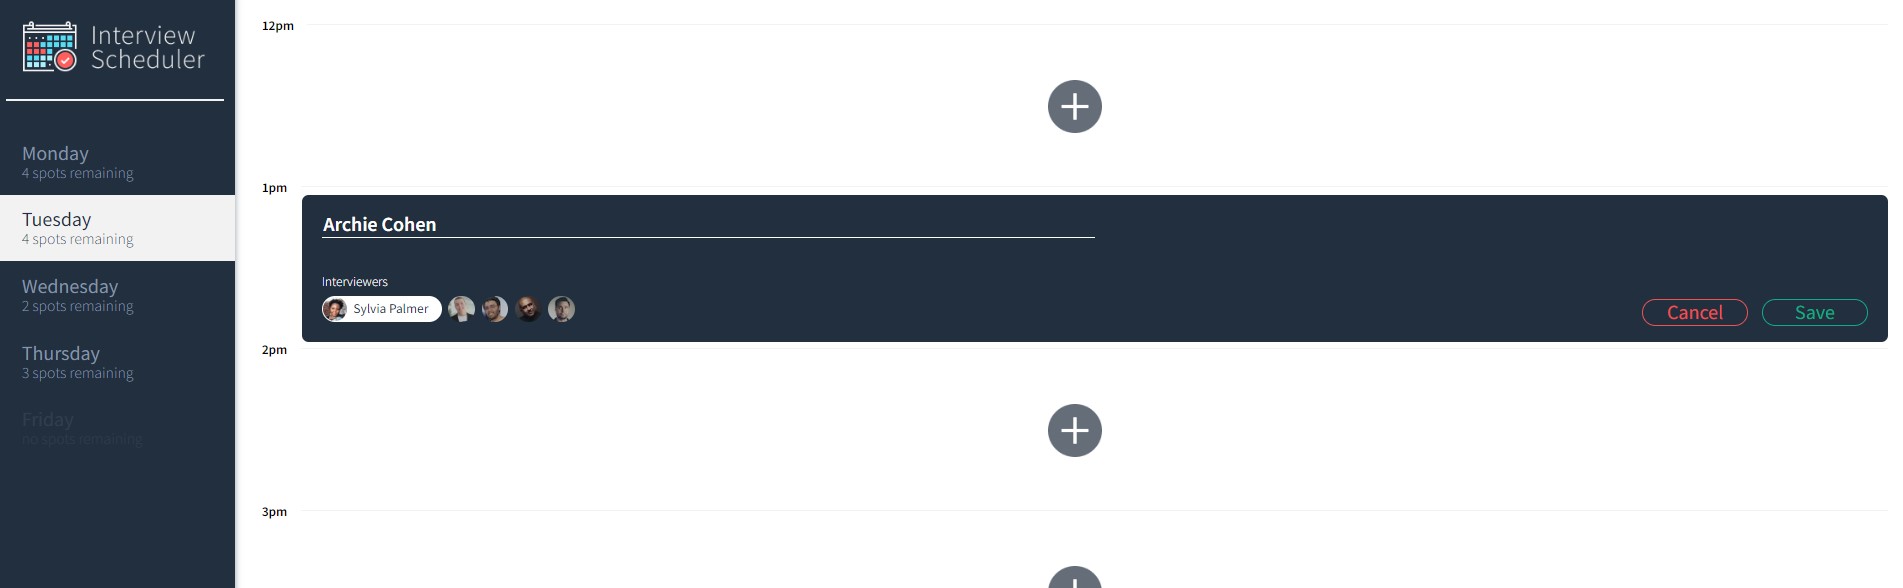 Interview
Scheduler
Monday
4 spots remaining
Tuesday
4 spots remaining
Wednesday
2 spots remaining
Thursday
3 spots remaining
Friday
no spots remaining
12pm
1pm
Archie Cohen
Interviewers
Sylvia Palmer
Cancel
Save
2pm
3pm